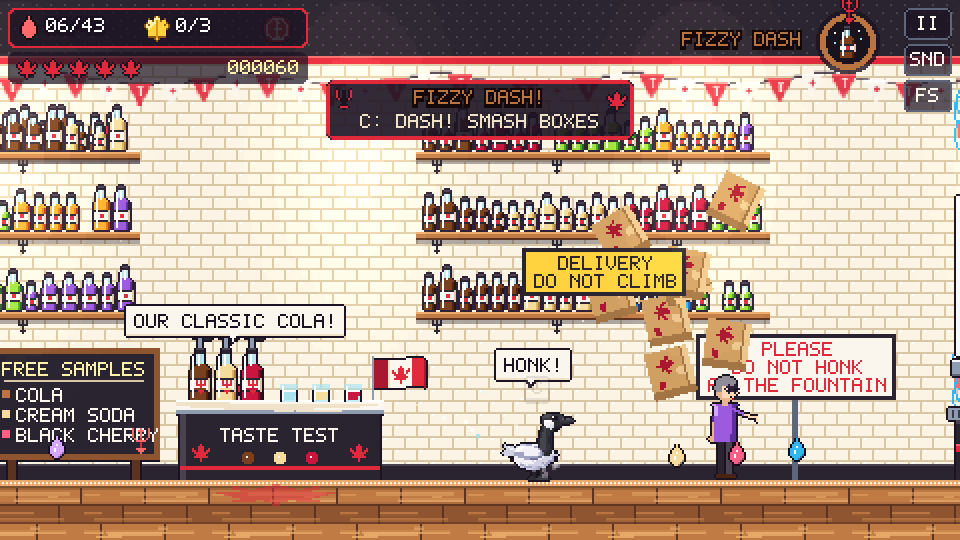 06/43 0/3
000060
FIZZY DASH
II
SND
FS
FIZZY DASH!
C: DASH! SMASH BOXES
DELIVERY
DO NOT CLIMB
OUR CLASSIC COLA!
HONK!
PLEASE
DO NOT HONK
THE FOUNTAIN
FREE SAMPLES
COLA
CREAM SODA
BLACK CHERRY
TASTE TEST